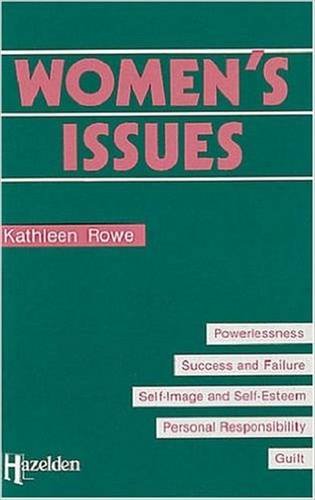 WOMEN'S
ISSUES
Kathleen Rowe
Powerlessness
Success and Failure
Self-Image and Self-Esteem
Personal Responsibility
Guilt
Hazelden